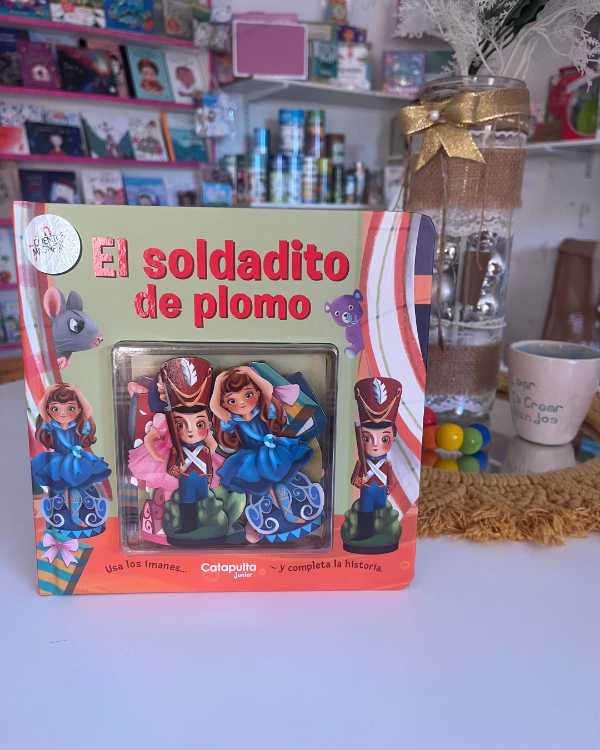 El soldadito
de plomo
Usa los imanes...
Catapulta
Junior
– y completa la historia.